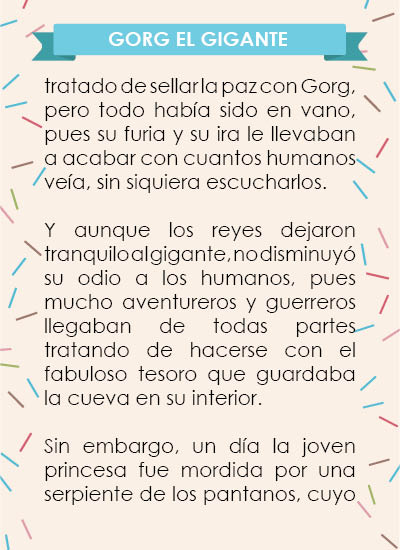 GORG EL GIGANTE
tratado de sellar la paz con Gorg,
pero todo había sido en vano,
pues su furia y su ira le llevaban
a acabar con cuantos humanos
veía, sin siquiera escucharlos.
Y aunque los reyes dejaron
tranquilo al gigante, no disminuyó
su odio a los humanos, pues
mucho aventureros y guerreros
llegaban de todas partes
tratando de hacerse con el
fabuloso tesoro que guardaba
la cueva en su interior.
Sin embargo, un día la joven
princesa fue mordida por una
serpiente de los pantanos, cuyo